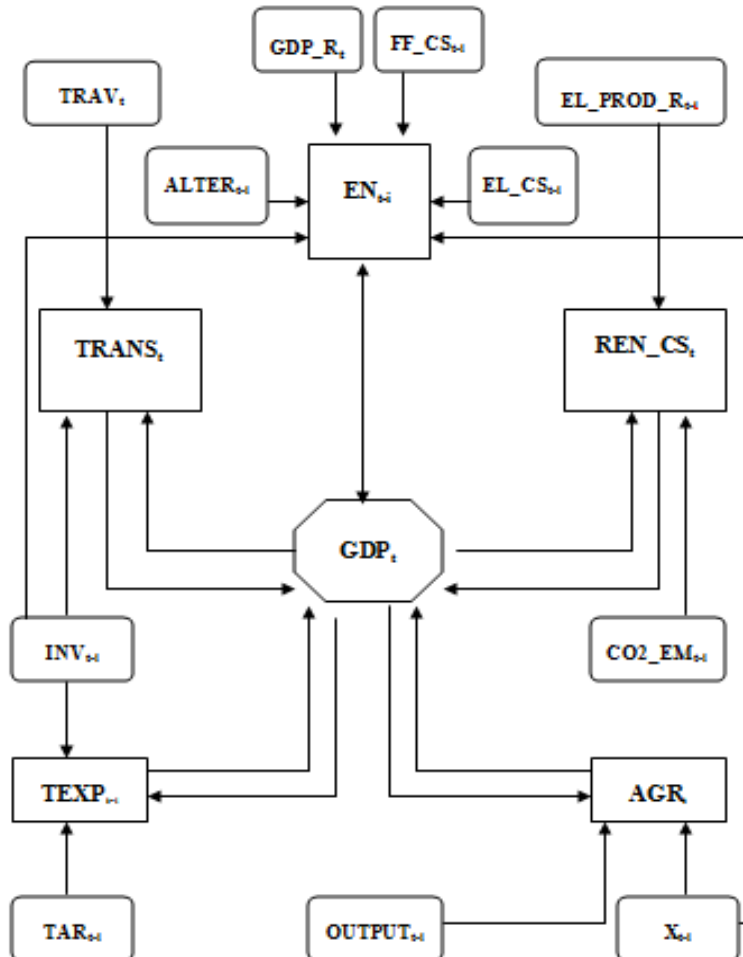 GDP_Rₜ
FF_CSₜ₋ᵢ
TRAVₜ
EL_PROD_Rₜ₋ᵢ
ALTERₜ₋ᵢ
ENₜ₋ᵢ
EL_CSₜ₋ᵢ
TRANSₜ
REN_CSₜ
GDPₜ
INVₜ₋ᵢ
CO2_EMₜ₋ᵢ
TEXPₜ₋ᵢ
AGRₜ
TARₜ₋ᵢ
OUTPUTₜ₋ᵢ
Xₜ₋ᵢ